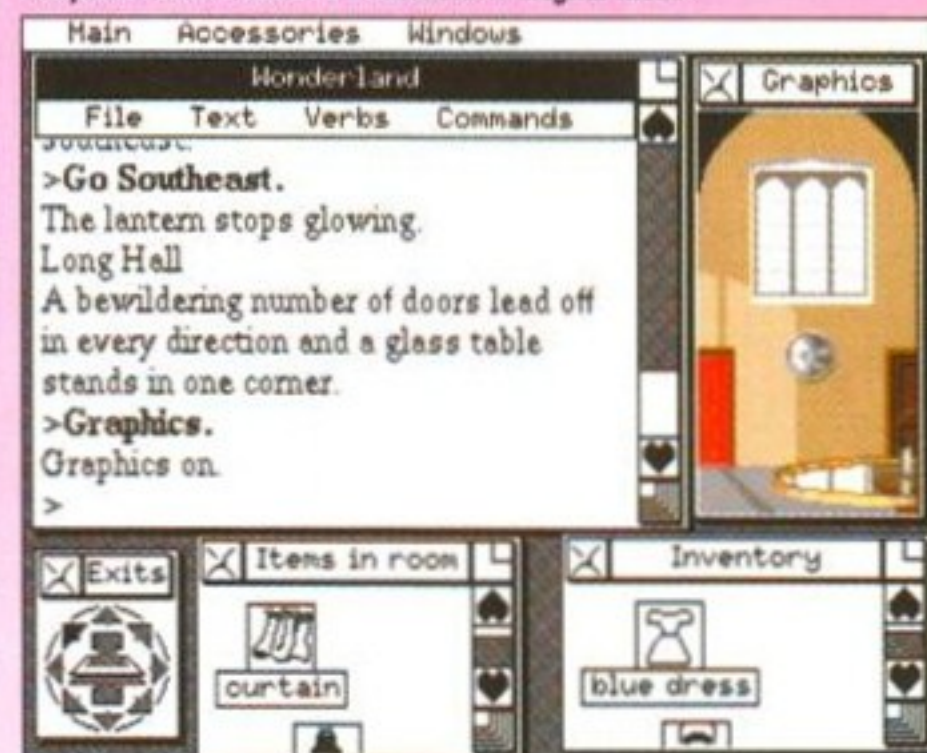 Main Accessories Windows
Wonderland
Graphics
File Text Verbs Commands
southeast.
>Go Southeast.
The lantern stops glowing.
Long Hall
A bewildering number of doors lead off
in every direction and a glass table
stands in one corner.
>Graphics.
Graphics on.
>
Exits
Items in room
Inventory
curtain
blue dress